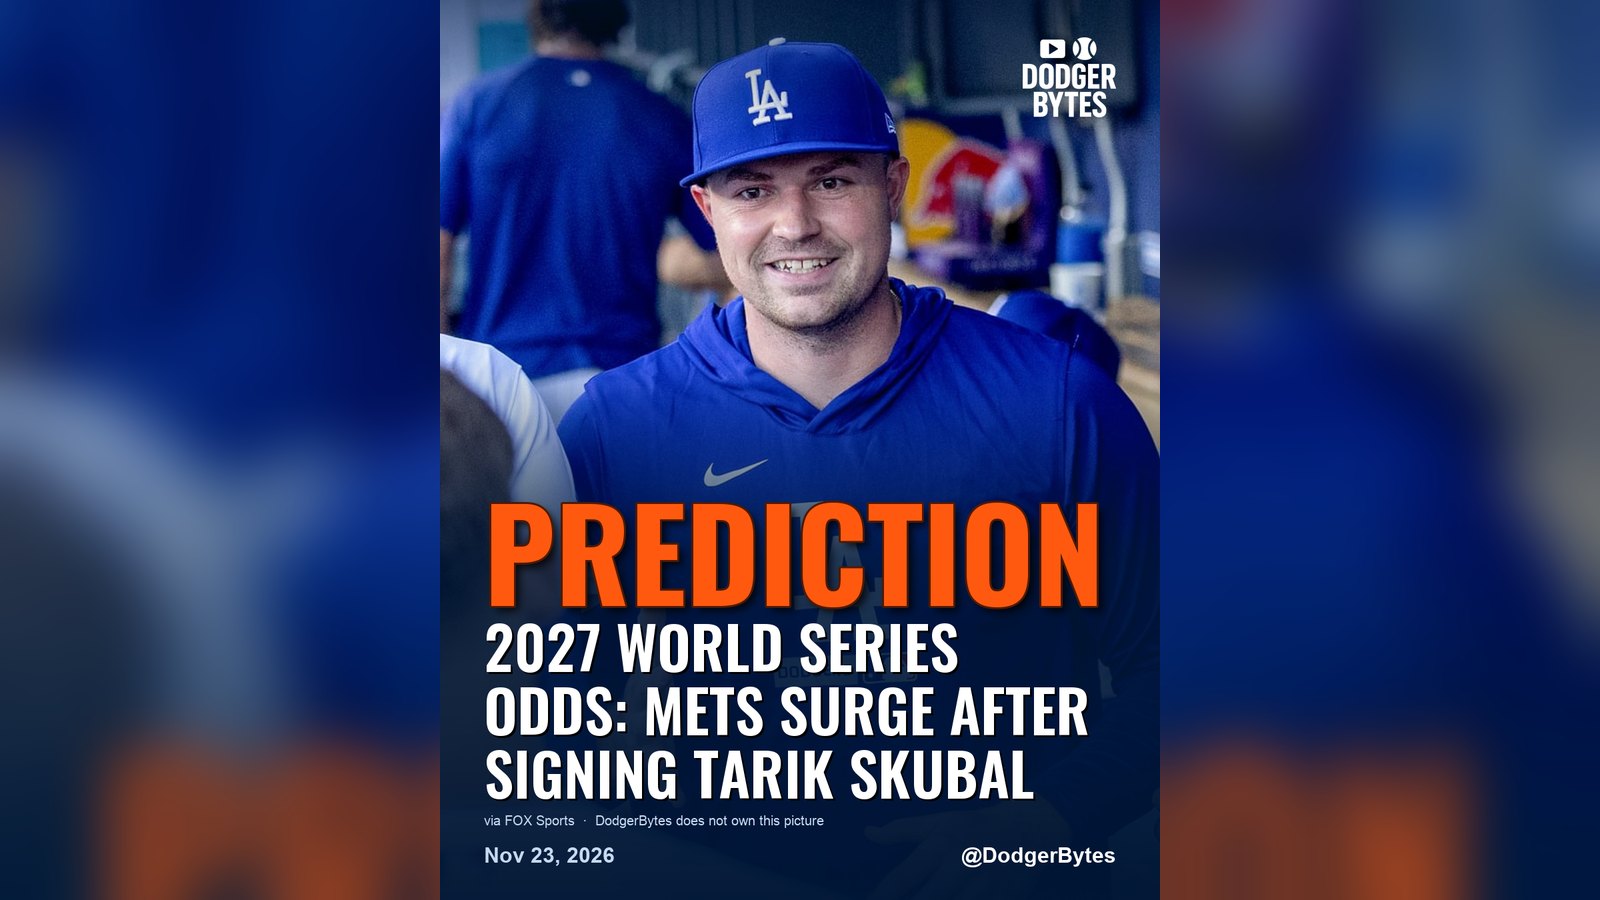 LA
DODGER
BYTES
PREDICTION
2027 WORLD SERIES
ODDS: METS SURGE AFTER
SIGNING TARIK SKUBAL
via FOX Sports · DodgerBytes does not own this picture
Nov 23, 2026
@DodgerBytes